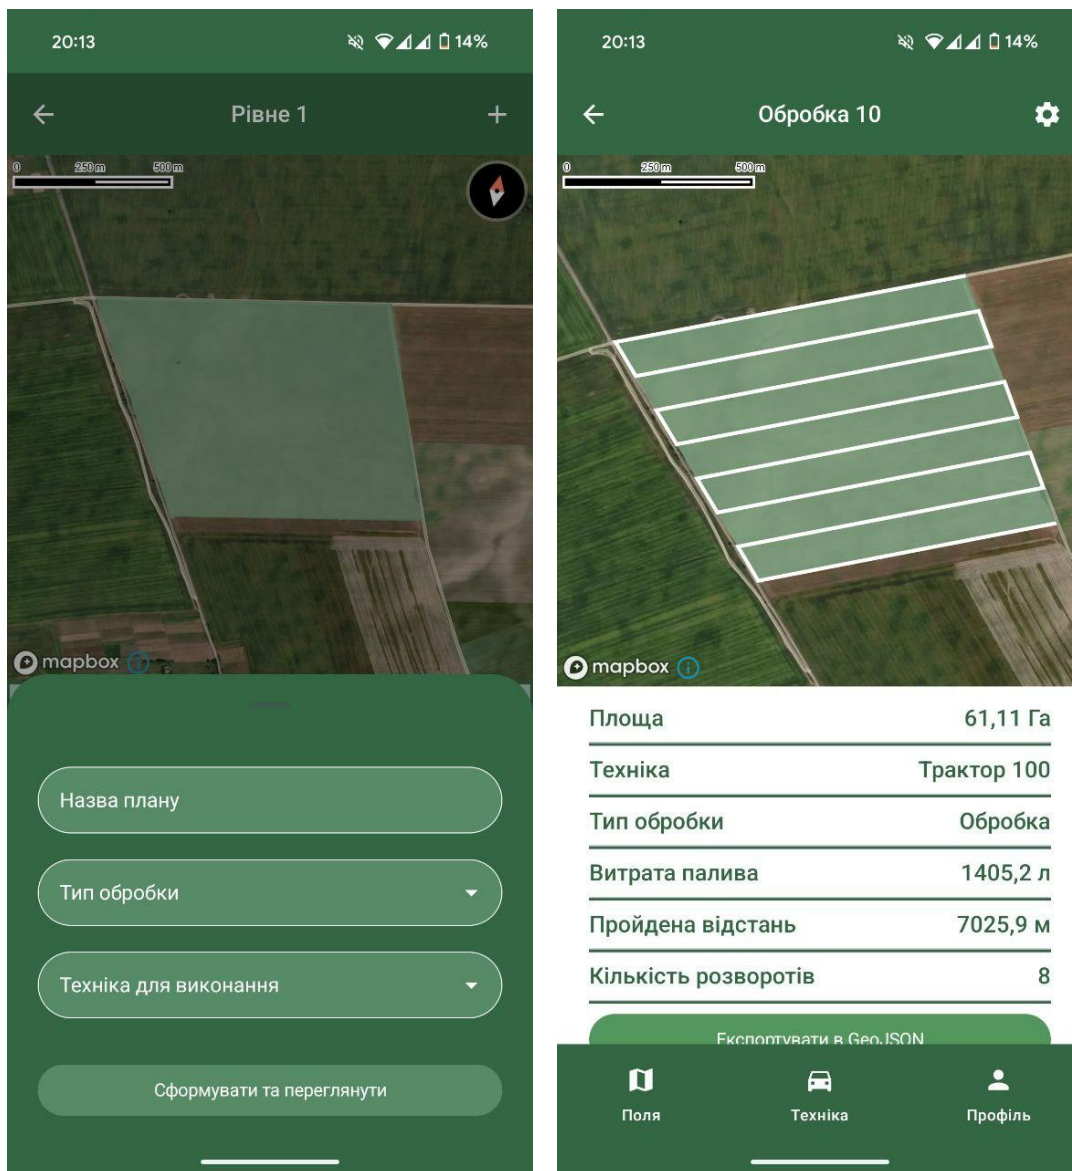 20:13
14%
Рівне 1
0 250 m 500 m
mapbox
Назва плану
Тип обробки
Техніка для виконання
Сформувати та переглянути
20:13
14%
Обробка 10
0 250 m 500 m
mapbox
Площа 61,11 Га
Техніка Трактор 100
Тип обробки Обробка
Витрата палива 1405,2 л
Пройдена відстань 7025,9 м
Кількість розворотів 8
Експортувати в GeoJSON
Поля Техніка Профіль